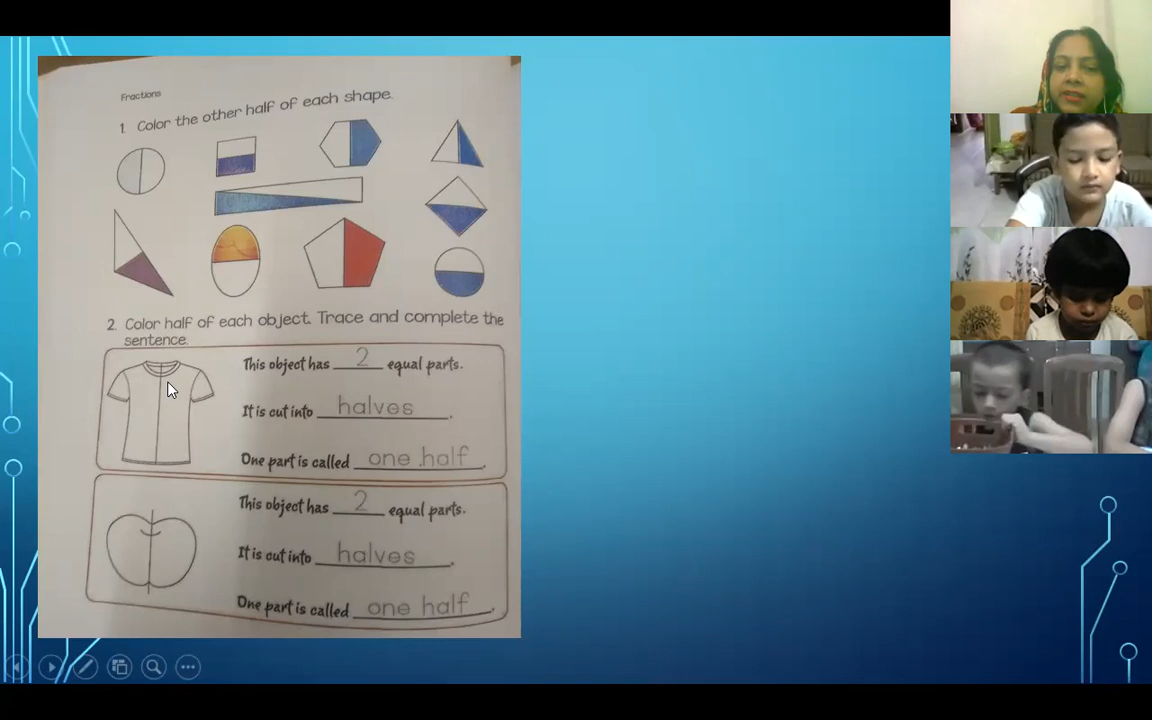 Fractions
1. Color the other half of each shape.
2. Color half of each object. Trace and complete the
sentence.
This object has 2 equal parts.
It is cut into halves.
One part is called one half.
This object has 2 equal parts.
It is cut into halves.
One part is called one half.